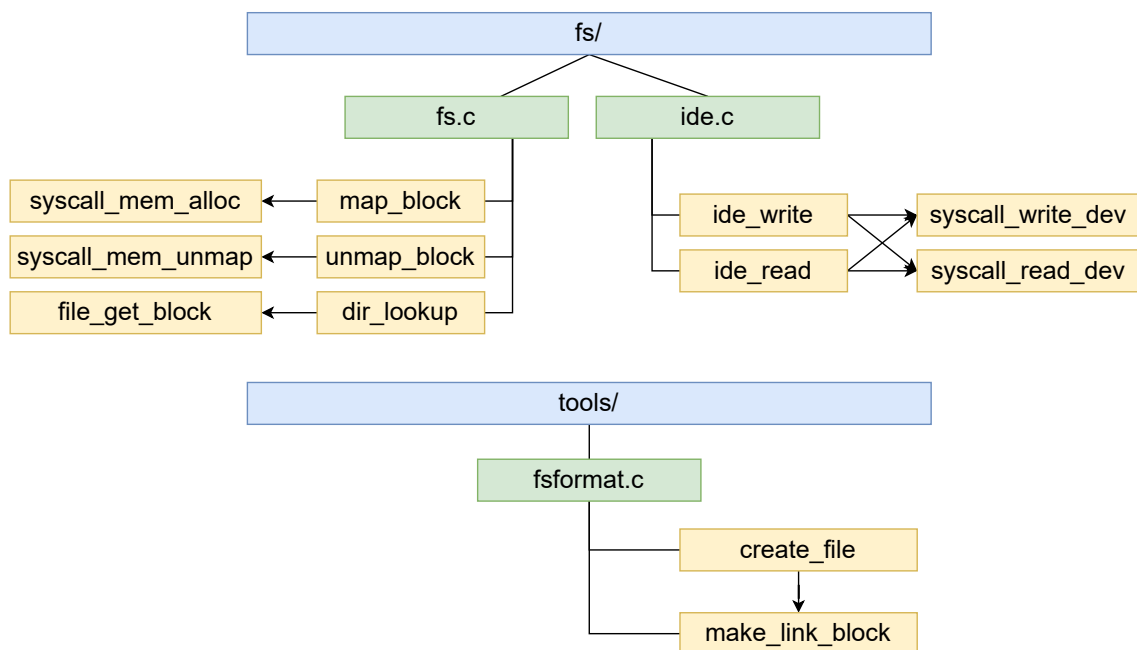 fs/
fs.c
ide.c
syscall_mem_alloc
map_block
ide_write
syscall_write_dev
syscall_mem_unmap
unmap_block
ide_read
syscall_read_dev
file_get_block
dir_lookup
tools/
fsformat.c
create_file
make_link_block